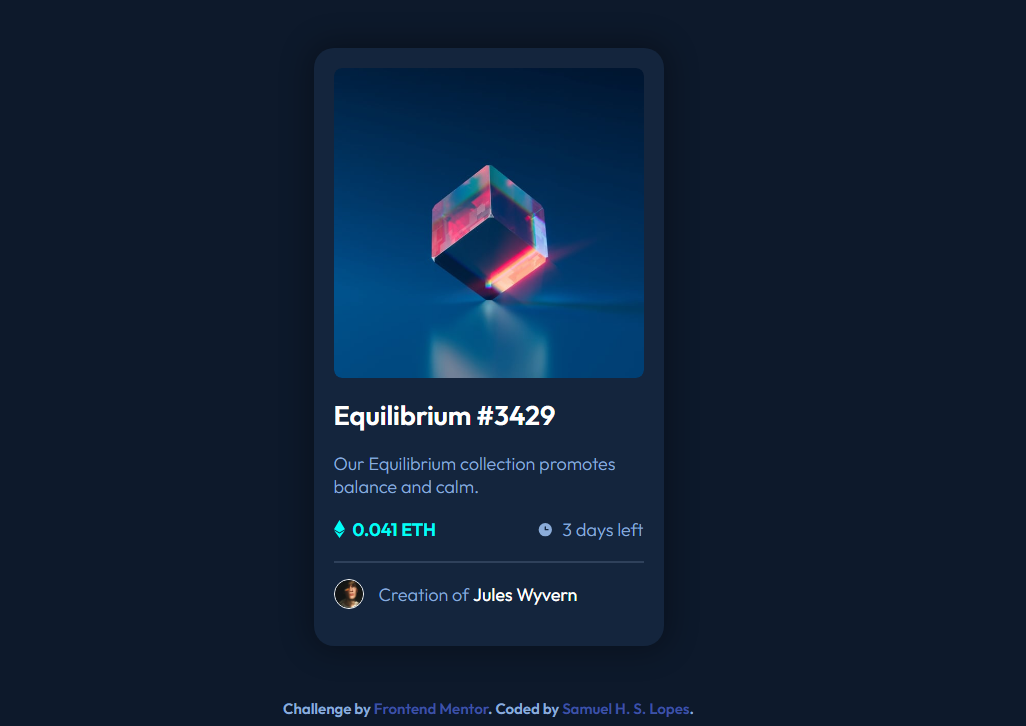 Equilibrium #3429
Our Equilibrium collection promotes
balance and calm.
0.041 ETH
3 days left
Creation of Jules Wyvern
Challenge by Frontend Mentor. Coded by Samuel H. S. Lopes.